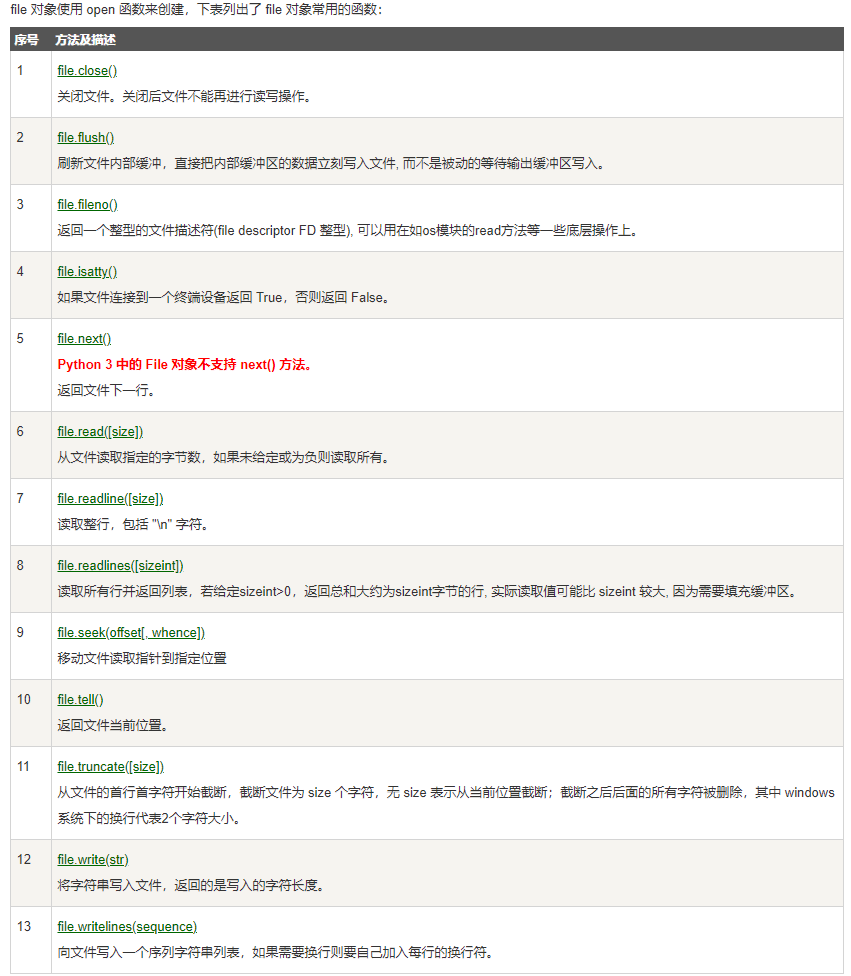 file 对象使用 open 函数来创建，下表列出了 file 对象常用的函数：
序号 方法及描述
1 file.close()
关闭文件。关闭后文件不能再进行读写操作。
2 file.flush()
刷新文件内部缓冲，直接把内部缓冲区的数据立刻写入文件, 而不是被动的等待输出缓冲区写入。
3 file.fileno()
返回一个整型的文件描述符(file descriptor FD 整型), 可以用在如os模块的read方法等一些底层操作上。
4 file.isatty()
如果文件连接到一个终端设备返回 True，否则返回 False。
5 file.next()
Python 3 中的 File 对象不支持 next() 方法。
返回文件下一行。
6 file.read([size])
从文件读取指定的字节数，如果未给定或为负则读取所有。
7 file.readline([size])
读取整行，包括 "\n" 字符。
8 file.readlines([sizeint])
读取所有行并返回列表，若给定sizeint>0，返回总和大约为sizeint字节的行, 实际读取值可能比 sizeint 较大, 因为需要填充缓冲区。
9 file.seek(offset[, whence])
移动文件读取指针到指定位置
10 file.tell()
返回文件当前位置。
11 file.truncate([size])
从文件的首行首字符开始截断，截断文件为 size 个字符，无 size 表示从当前位置截断；截断之后后面的所有字符被删除，其中 windows
系统下的换行代表2个字符大小。
12 file.write(str)
将字符串写入文件，返回的是写入的字符长度。
13 file.writelines(sequence)
向文件写入一个序列字符串列表，如果需要换行则要自己加入每行的换行符。